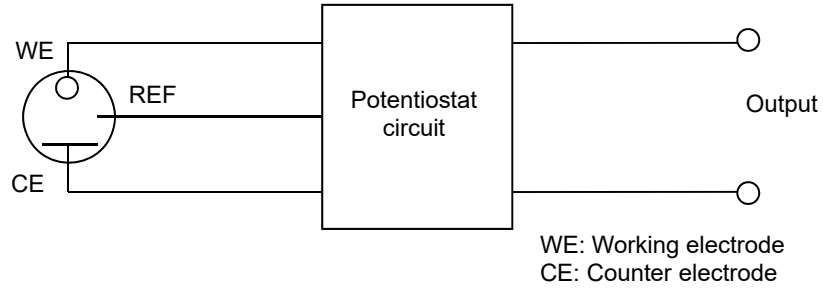 WE
REF
CE
Potentiostat
circuit
Output
WE: Working electrode
CE: Counter electrode